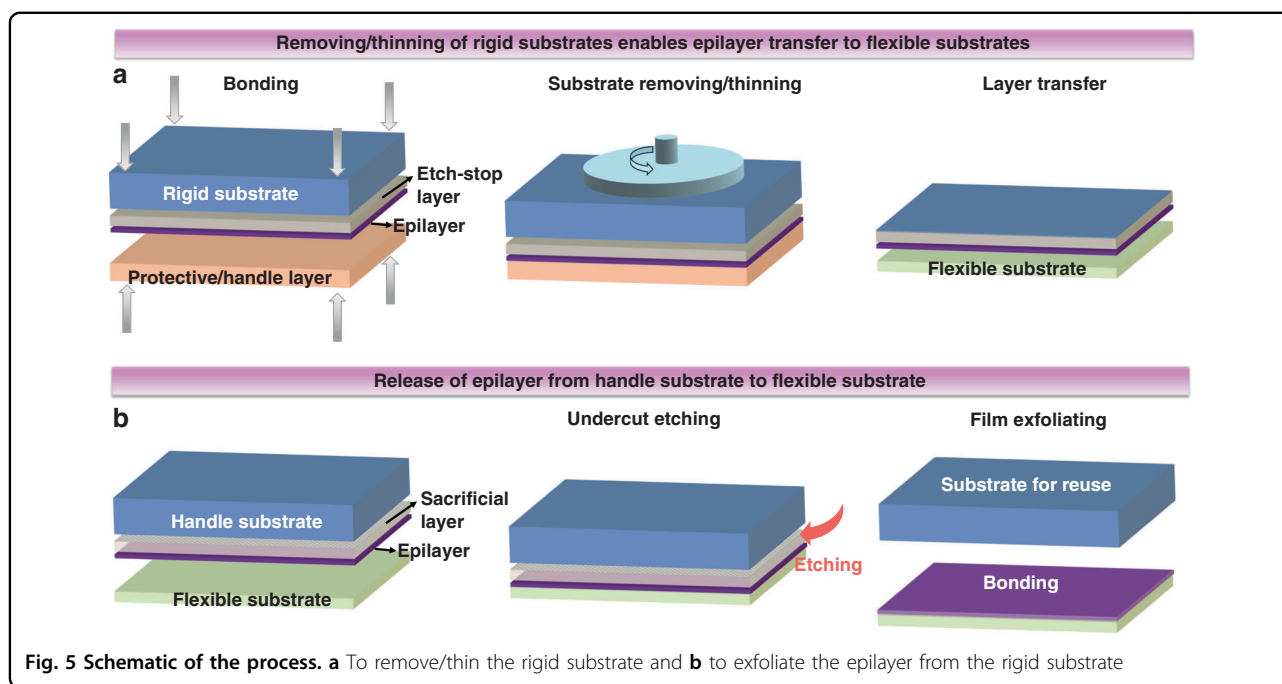 Removing/thinning of rigid substrates enables epilayer transfer to flexible substrates
a
Bonding
Substrate removing/thinning
Layer transfer
Rigid substrate
Etch-stop
layer
Epilayer
Protective/handle layer
Flexible substrate
Release of epilayer from handle substrate to flexible substrate
b
Undercut etching
Film exfoliating
Handle substrate
Sacrificial
layer
Epilayer
Flexible substrate
Etching
Substrate for reuse
Bonding
Fig. 5 Schematic of the process. a To remove/thin the rigid substrate and b to exfoliate the epilayer from the rigid substrate